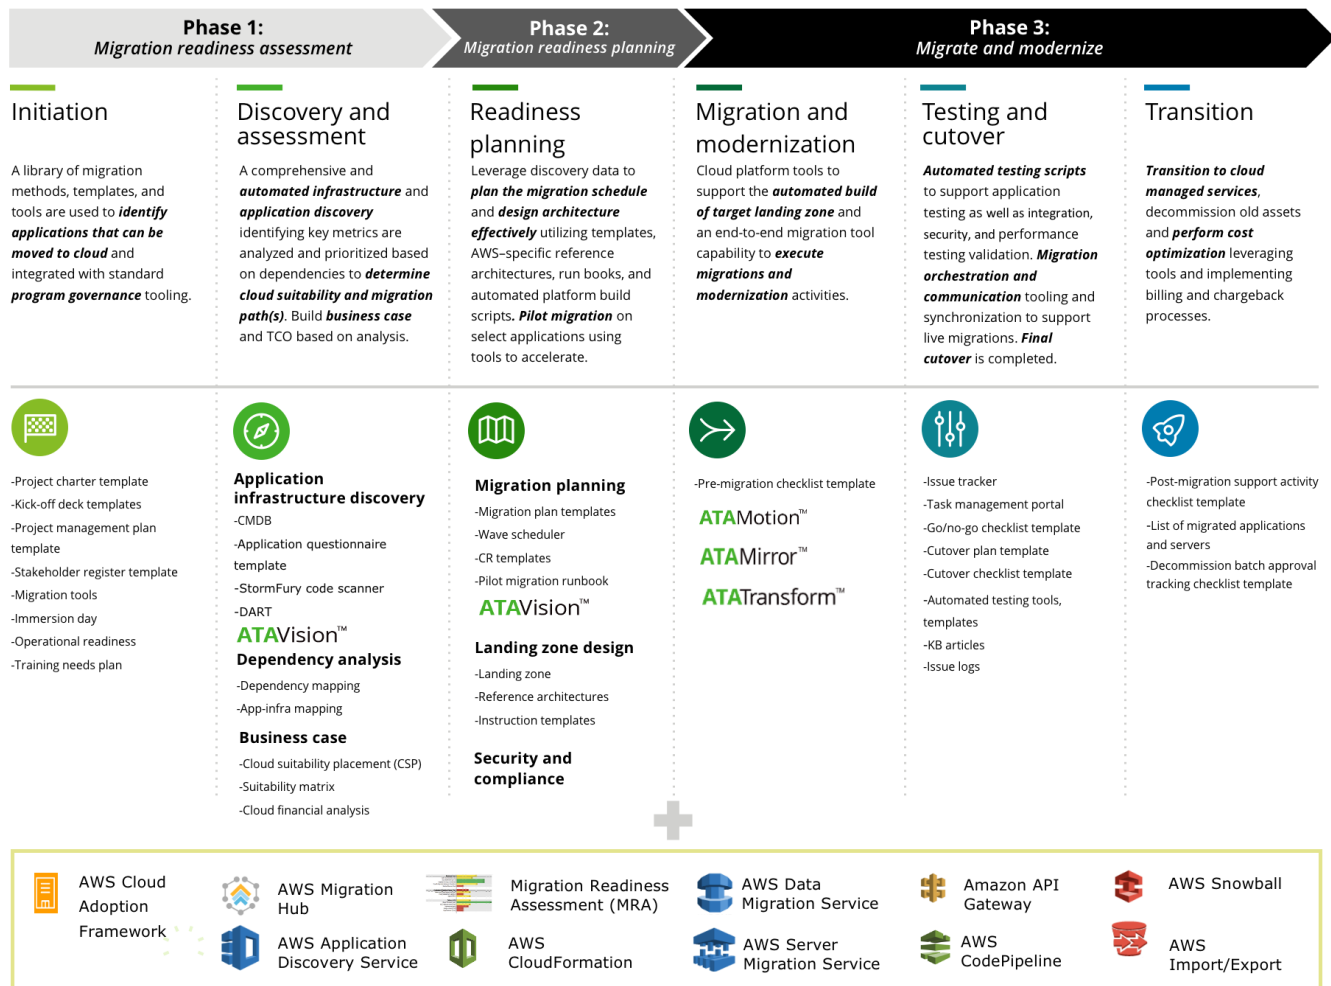 Phase 1:
Migration readiness assessment
Phase 2:
Migration readiness planning
Phase 3:
Migrate and modernize
Initiation
A library of migration
methods, templates, and
tools are used to identify
applications that can be
moved to cloud and
integrated with standard
program governance tooling.
Discovery and
assessment
A comprehensive and
automated infrastructure and
application discovery
identifying key metrics are
analyzed and prioritized based
on dependencies to determine
cloud suitability and migration
path(s). Build business case
and TCO based on analysis.
Readiness
planning
Leverage discovery data to
plan the migration schedule
and design architecture
effectively utilizing templates,
AWS–specific reference
architectures, run books, and
automated platform build
scripts. Pilot migration on
select applications using
tools to accelerate.
Migration and
modernization
Cloud platform tools to
support the automated build
of target landing zone and
an end-to-end migration tool
capability to execute
migrations and
modernization activities.
Testing and
cutover
Automated testing scripts
to support application
testing as well as integration,
security, and performance
testing validation. Migration
orchestration and
communication tooling and
synchronization to support
live migrations. Final
cutover is completed.
Transition
Transition to cloud
managed services,
decommission old assets
and perform cost
optimization leveraging
tools and implementing
billing and chargeback
processes.
-Project charter template
-Kick-off deck templates
-Project management plan
template
-Stakeholder register template
-Migration tools
-Immersion day
-Operational readiness
-Training needs plan
Application
infrastructure discovery
-CMDB
-Application questionnaire
template
-StormFury code scanner
-DART
ATAVision™
Dependency analysis
-Dependency mapping
-App-infra mapping
Business case
-Cloud suitability placement (CSP)
-Suitability matrix
-Cloud financial analysis
Migration planning
-Migration plan templates
-Wave scheduler
-CR templates
-Pilot migration runbook
ATAVision™
Landing zone design
-Landing zone
-Reference architectures
-Instruction templates
Security and
compliance
-Pre-migration checklist template
ATAMotion™
ATAMirror™
ATATransform™
-Issue tracker
-Task management portal
-Go/no-go checklist template
-Cutover plan template
-Cutover checklist template
-Automated testing tools,
templates
-KB articles
-Issue logs
-Post-migration support activity
checklist template
-List of migrated applications
and servers
-Decommission batch approval
tracking checklist template
AWS Cloud
Adoption
Framework
AWS Migration
Hub
AWS Application
Discovery Service
Migration Readiness
Assessment (MRA)
AWS
CloudFormation
AWS Data
Migration Service
AWS Server
Migration Service
Amazon API
Gateway
AWS
CodePipeline
AWS Snowball
AWS
Import/Export